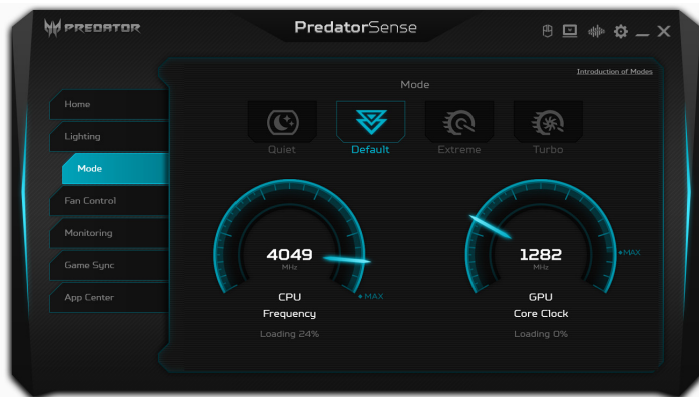 PREDATOR
PredatorSense
Introduction of Modes
Mode
Home
Lighting
Mode
Fan Control
Monitoring
Game Sync
App Center
Quiet
Default
Extreme
Turbo
4049
MHz
MAX
CPU
Frequency
Loading 24%
1282
MHz
MAX
GPU
Core Clock
Loading 0%